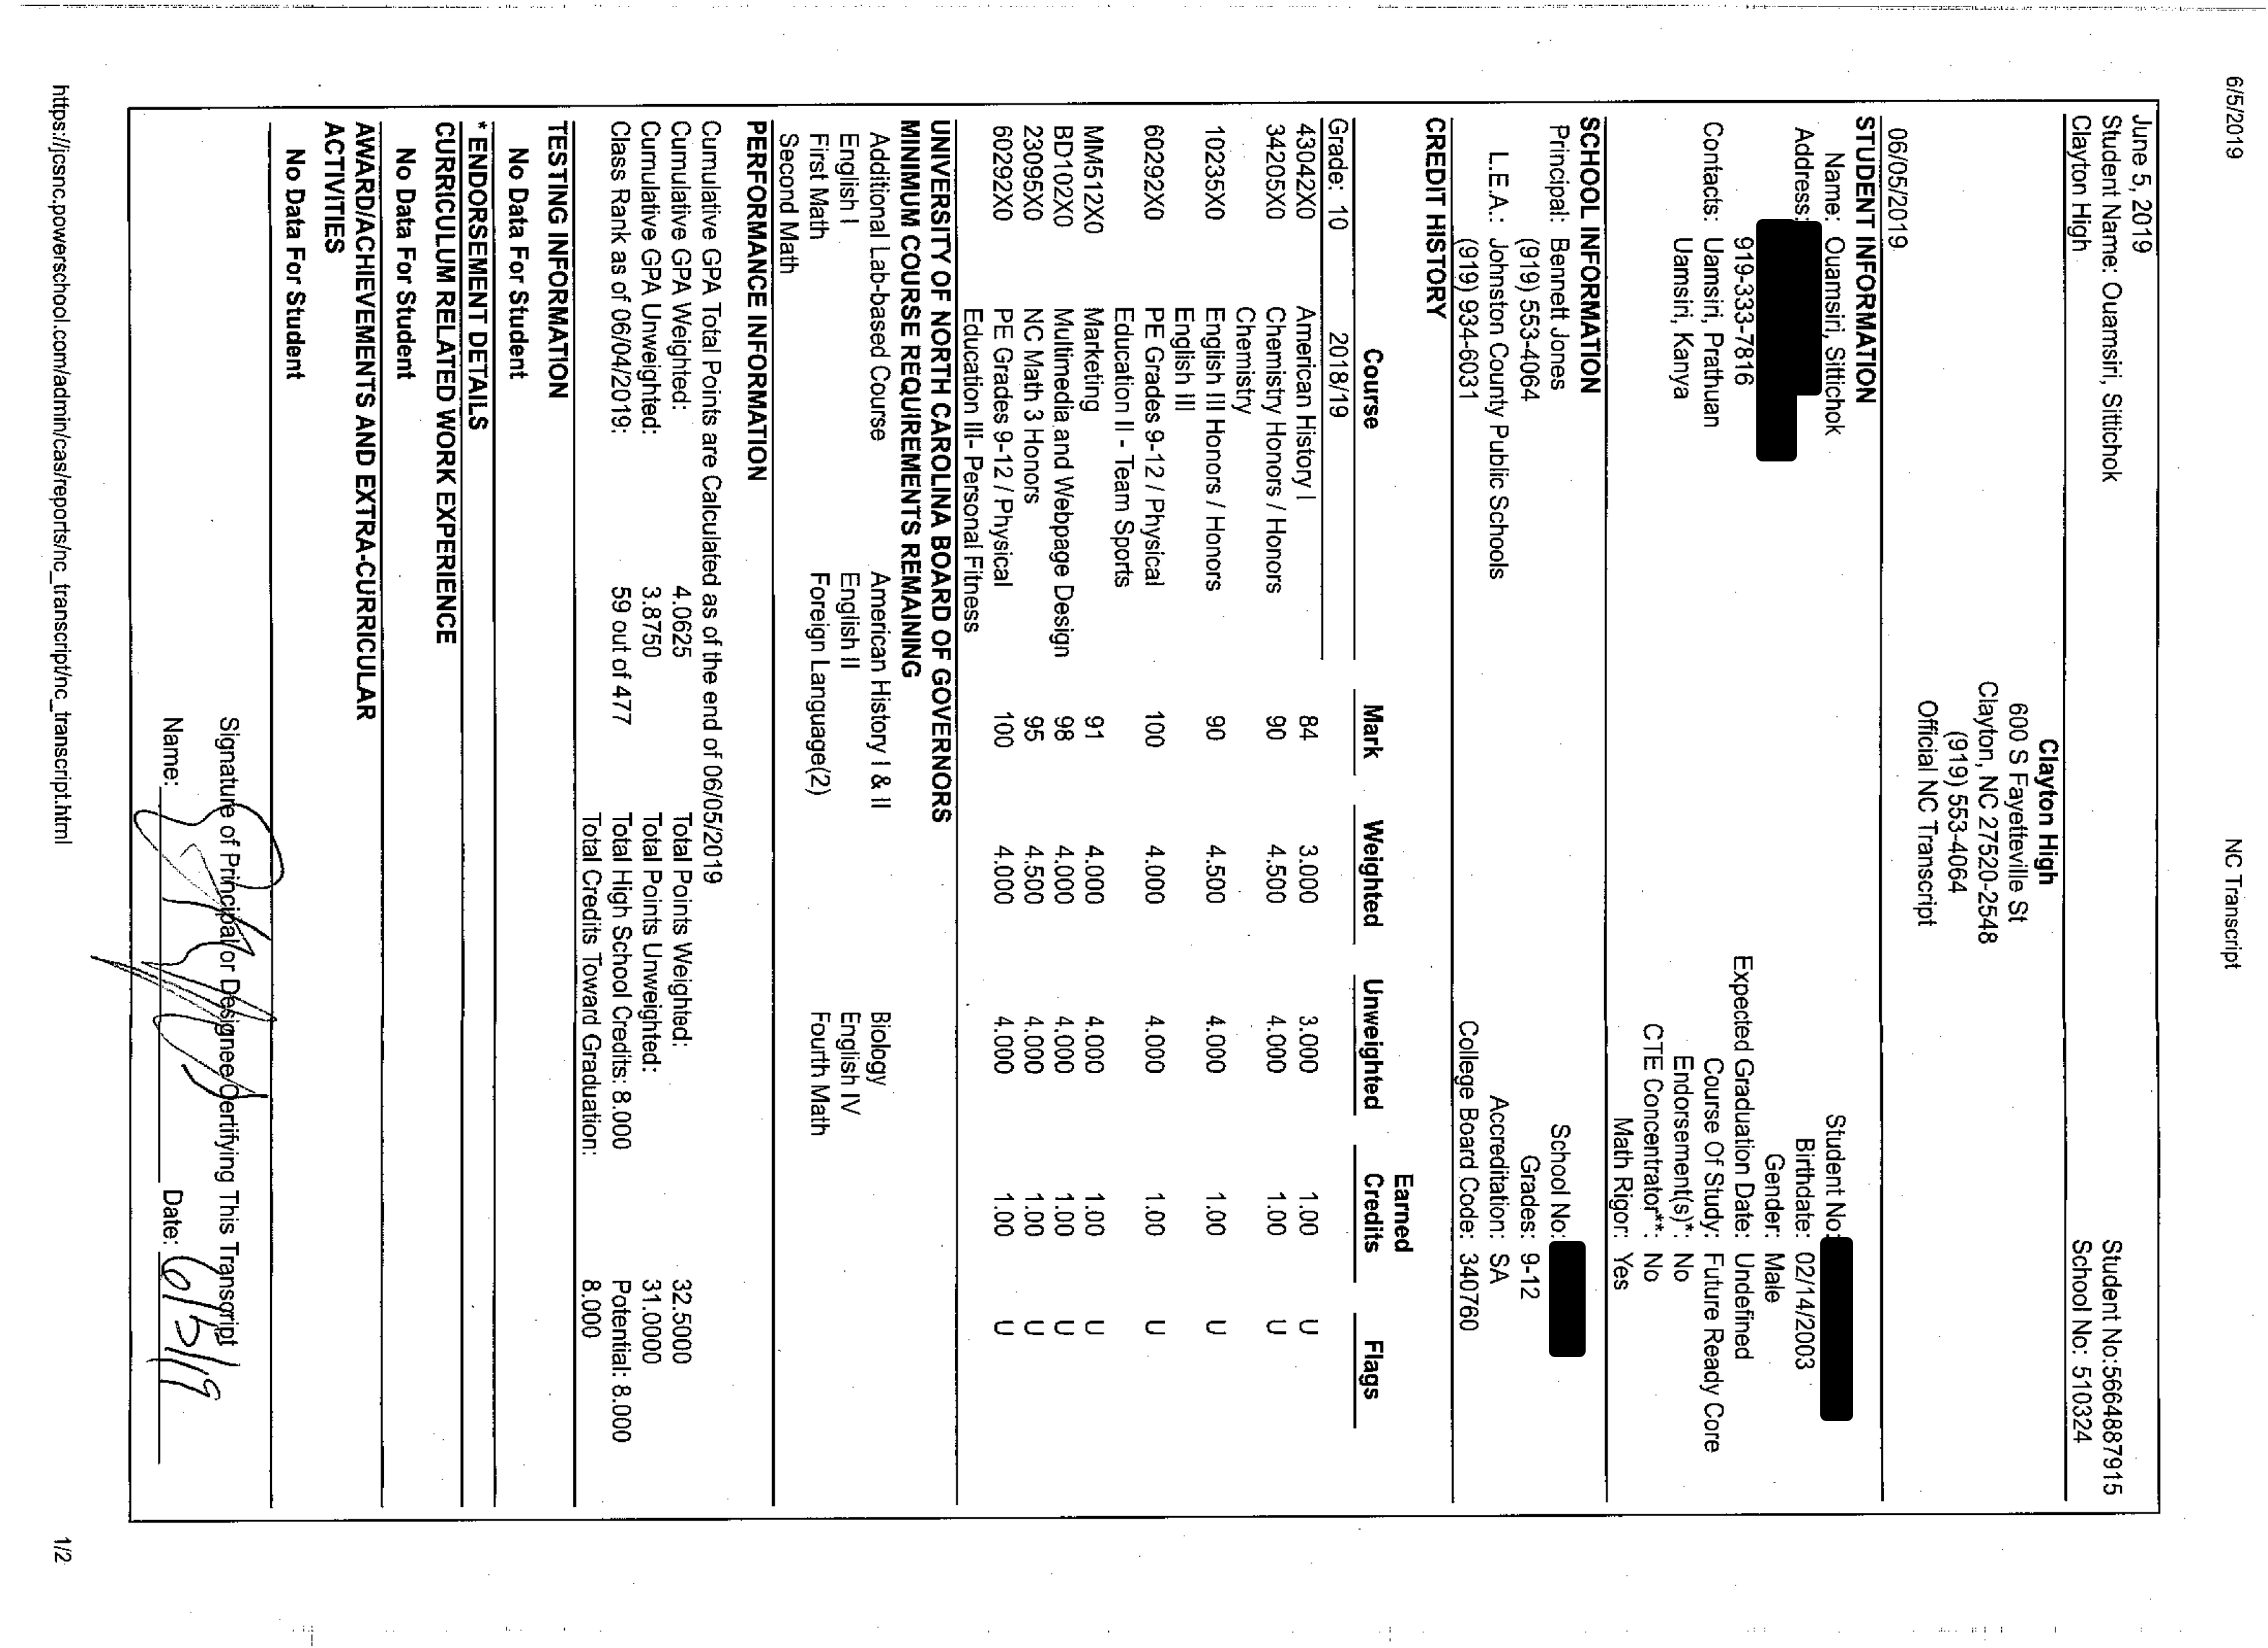 6/5/2019 NC Transcript
June 5, 2019
Student Name: Ouamsiri, Sittichok Student No:5664887915
Clayton High School No: 510324
Clayton High
600 S Fayetteville St
Clayton, NC 27520-2548
(919) 553-4064
06/05/2019 Official NC Transcript
STUDENT INFORMATION
Name: Ouamsiri, Sittichok Student No:
Address: Birthdate: 02/14/2003
Gender: Male
919-333-7816 Expected Graduation Date: Undefined
Contacts: Uamsiri, Prathuan Course Of Study: Future Ready Core
Uamsiri, Kanya Endorsement(s)*: No
CTE Concentrator**: No
Math Rigor: Yes
SCHOOL INFORMATION
Principal: Bennett Jones School No:
(919) 553-4064 Grades: 9-12
L.E.A.: Johnston County Public Schools Accreditation: SA
(919) 934-6031 College Board Code: 340760
CREDIT HISTORY
Course Mark Weighted Unweighted Earned Credits Flags
Grade: 10 2018/19
43042X0 American History I 84 3.000 3.000 1.00 U
34205X0 Chemistry Honors / Honors 90 4.500 4.000 1.00 U
Chemistry
10235X0 English III Honors / Honors 90 4.500 4.000 1.00 U
English III
60292X0 PE Grades 9-12 / Physical 100 4.000 4.000 1.00 U
Education II - Team Sports
MM512X0 Marketing 91 4.000 4.000 1.00 U
BD102X0 Multimedia and Webpage Design 98 4.000 4.000 1.00 U
23095X0 NC Math 3 Honors 95 4.500 4.000 1.00 U
60292X0 PE Grades 9-12 / Physical 100 4.000 4.000 1.00 U
Education III- Personal Fitness
UNIVERSITY OF NORTH CAROLINA BOARD OF GOVERNORS
MINIMUM COURSE REQUIREMENTS REMAINING
Additional Lab-based Course American History I & II Biology
English I English II English IV
First Math Foreign Language(2) Fourth Math
Second Math
PERFORMANCE INFORMATION
Cumulative GPA Total Points are Calculated as of the end of 06/05/2019
Cumulative GPA Weighted: 4.0625 Total Points Weighted: 32.5000
Cumulative GPA Unweighted: 3.8750 Total Points Unweighted: 31.0000
Class Rank as of 06/04/2019: 59 out of 477 Total High School Credits: 8.000 Potential: 8.000
Total Credits Toward Graduation: 8.000
TESTING INFORMATION
No Data For Student
* ENDORSEMENT DETAILS
CURRICULUM RELATED WORK EXPERIENCE
No Data For Student
AWARD/ACHIEVEMENTS AND EXTRA-CURRICULAR
ACTIVITIES
No Data For Student
Signature of Principal or Designee Certifying This Transcript
Name: Date: 6/5/19
https://jcsnc.powerschool.com/admin/cas/reports/nc_transcript/nc_transcript.html 1/2